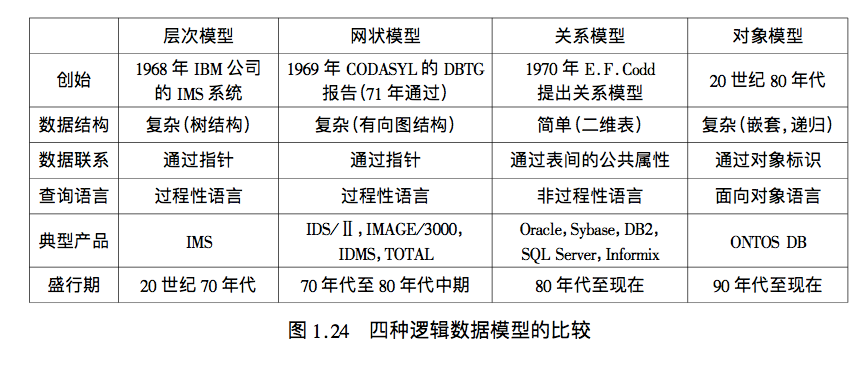 层次模型 网状模型 关系模型 对象模型
创始 1968 年 IBM 公司的 IMS 系统 1969 年 CODASYL 的 DBTG 报告(71 年通过) 1970 年 E.F.Codd 提出关系模型 20 世纪 80 年代
数据结构 复杂(树结构) 复杂(有向图结构) 简单(二维表) 复杂(嵌套,递归)
数据联系 通过指针 通过指针 通过表间的公共属性 通过对象标识
查询语言 过程性语言 过程性语言 非过程性语言 面向对象语言
典型产品 IMS IDS/Ⅱ,IMAGE/3000, IDMS,TOTAL Oracle,Sybase,DB2, SQL Server,Informix ONTOS DB
盛行期 20 世纪 70 年代 70 年代至 80 年代中期 80 年代至现在 90 年代至现在
图 1.24 四种逻辑数据模型的比较